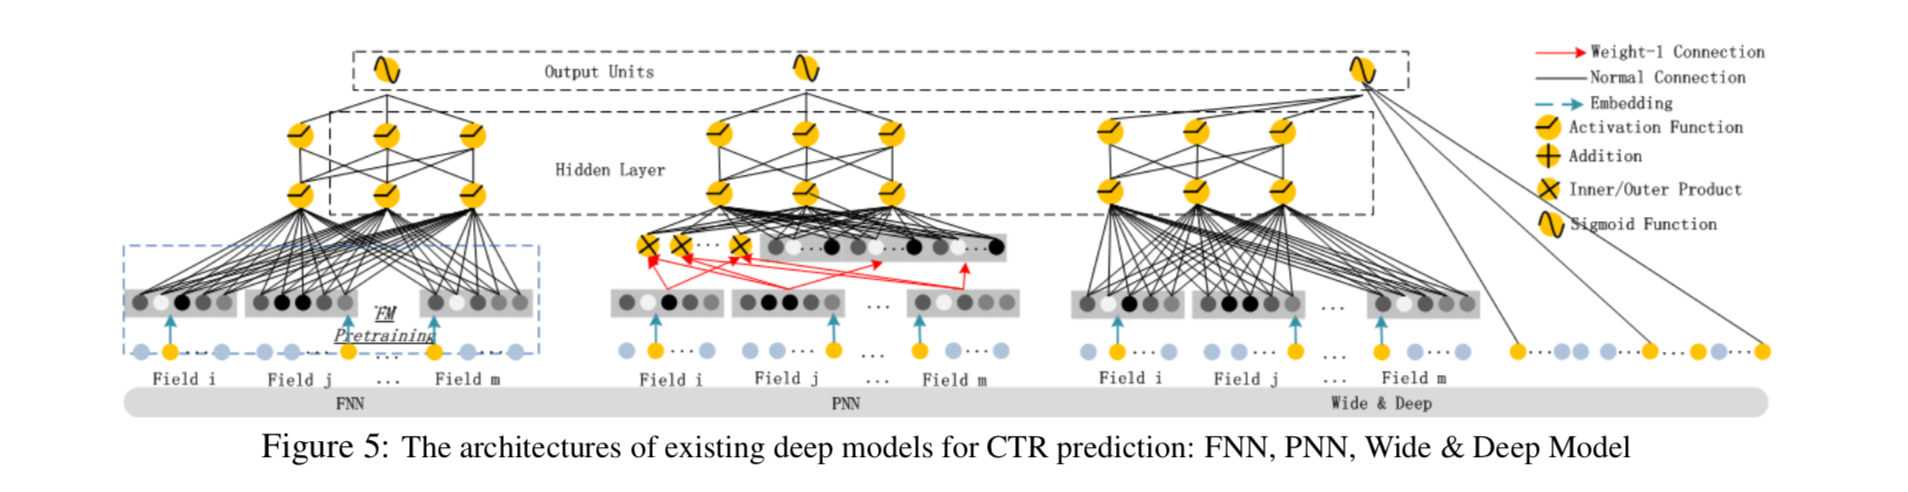 Output Units
Hidden Layer
Weight-1 Connection
Normal Connection
Embedding
Activation Function
Addition
Inner/Outer Product
Sigmoid Function
FM
Pretraining
...
...
...
Field i
Field j
...
Field m
Field i
Field j
...
Field m
Field i
Field j
...
Field m
FNN
PNN
Wide & Deep
Figure 5: The architectures of existing deep models for CTR prediction: FNN, PNN, Wide & Deep Model